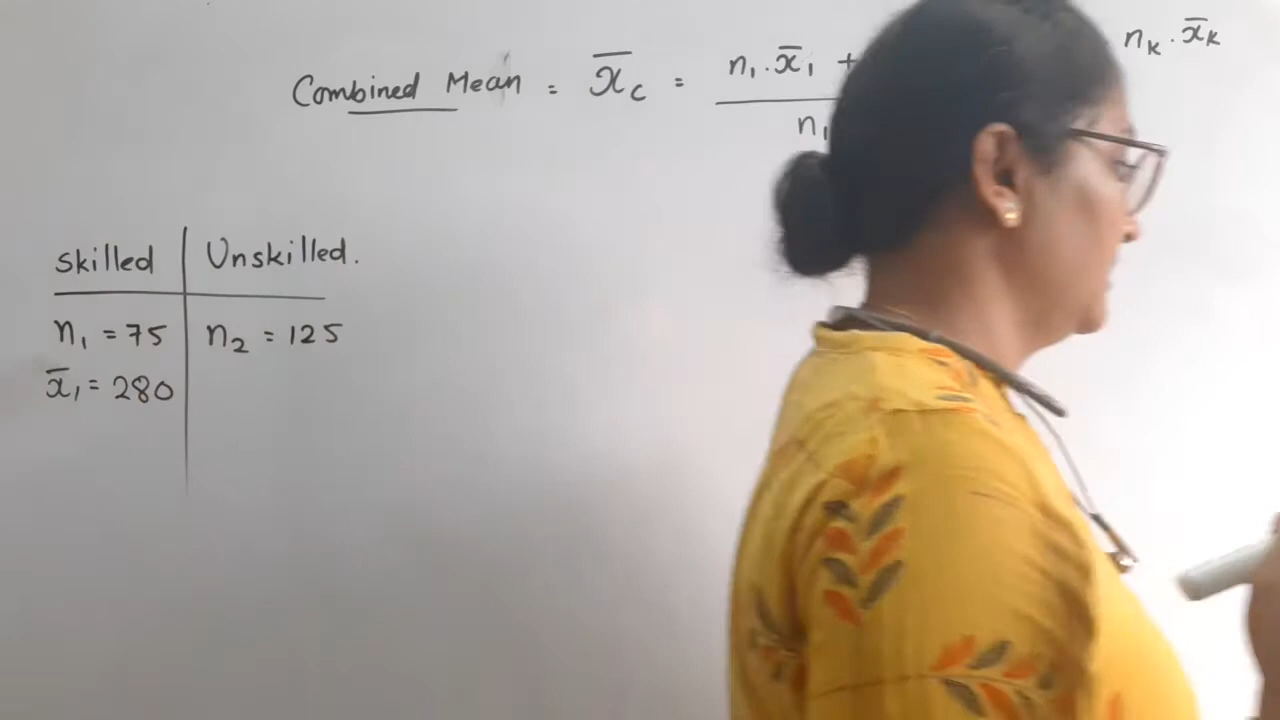 Combined Mean = x̄c = n₁·x̄₁ +
nₖ·x̄ₖ
n₁
skilled Unskilled.
n₁ = 75 n₂ = 125
x̄₁ = 280